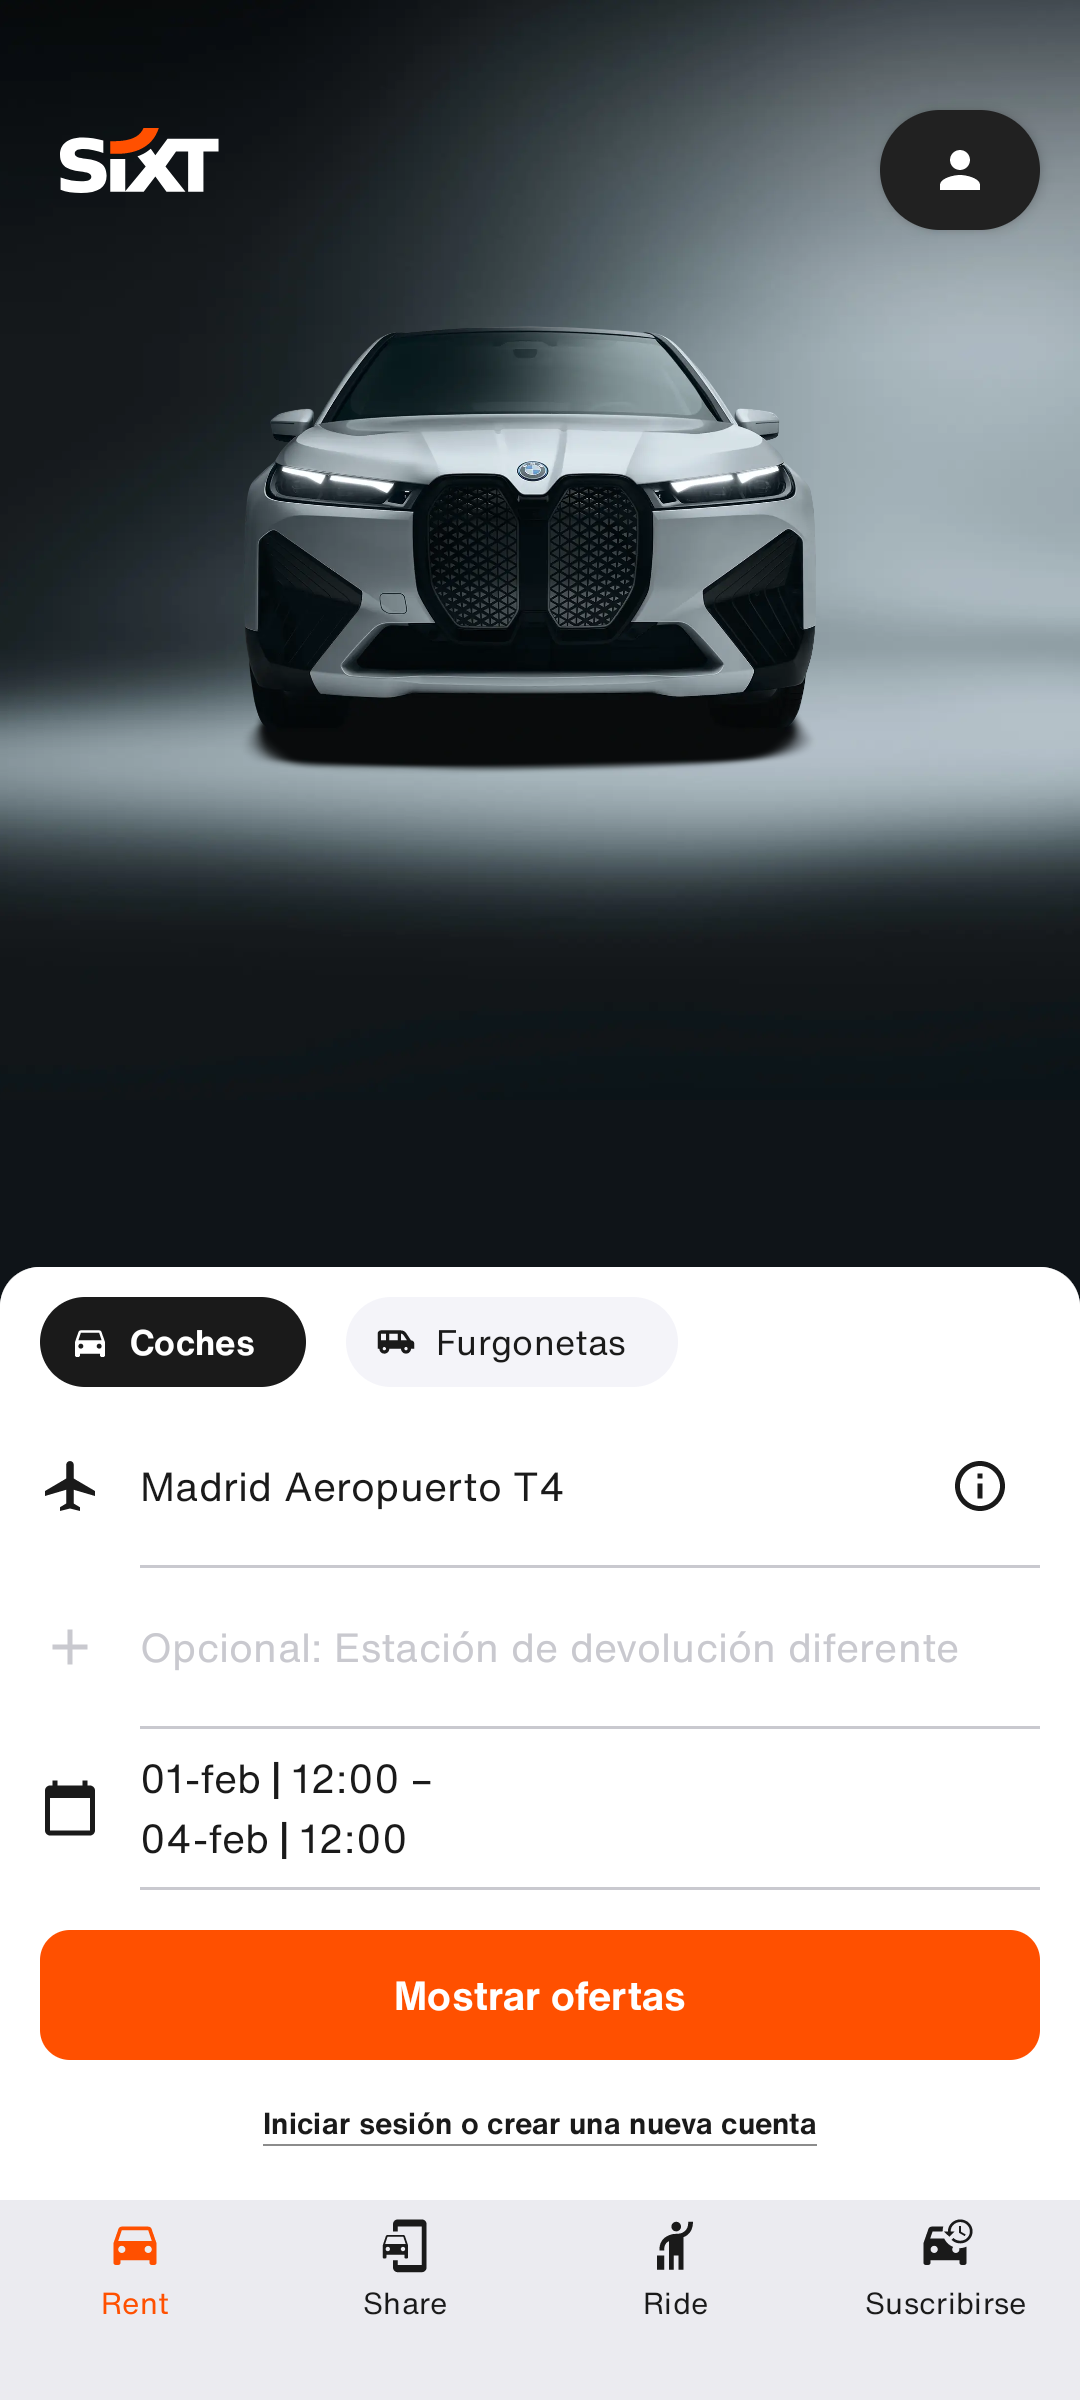 SIXT
Coches
Furgonetas
Madrid Aeropuerto T4
Opcional: Estación de devolución diferente
01-feb | 12:00 –
04-feb | 12:00
Mostrar ofertas
Iniciar sesión o crear una nueva cuenta
Rent
Share
Ride
Suscribirse